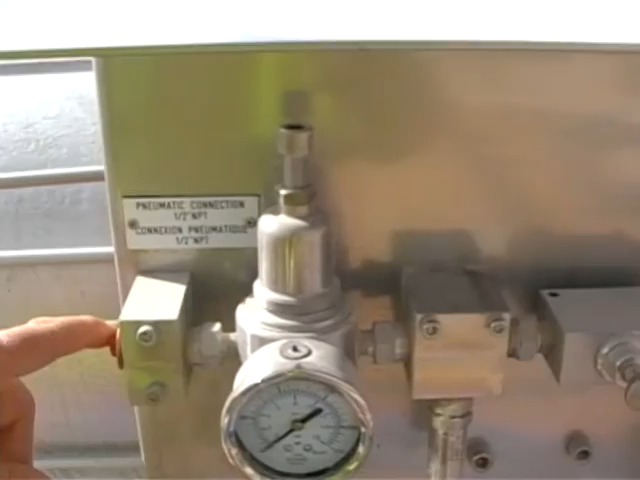 PNEUMATIC CONNECTION
1/2"NPT
CONNEXION PNEUMATIQUE
1/2"NPT